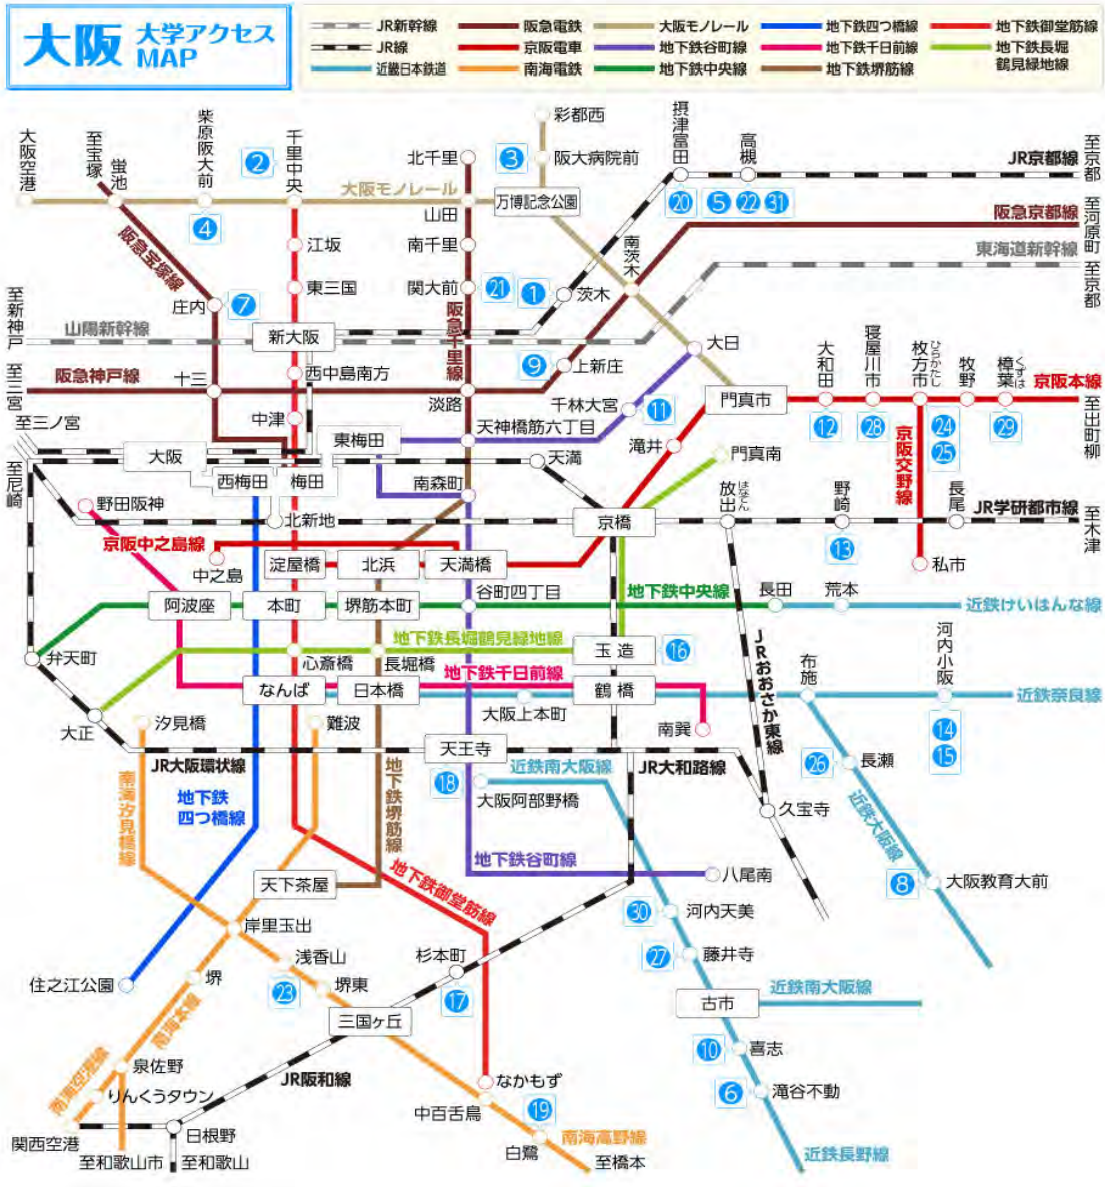 大阪 大学アクセス
MAP
JR新幹線
JR線
近畿日本鉄道
阪急電鉄
京阪電車
南海電鉄
大阪モノレール
地下鉄谷町線
地下鉄中央線
地下鉄四つ橋線
地下鉄千日前線
地下鉄堺筋線
地下鉄御堂筋線
地下鉄長堀
鶴見緑地線
大阪空港
至宝塚
蛍池
柴原阪大前
4
2
千里中央
大阪モノレール
北千里
山田
彩都西
3
阪大病院前
万博記念公園
摂津富田
20
高槻
5
22
31
JR京都線
至京都
阪急京都線
至河原町
東海道新幹線
至京都
阪急宝塚線
江坂
南千里
南茨木
東三国
関大前
21
1
茨木
庄内
7
至新神戸
山陽新幹線
新大阪
阪急千里線
大日
西中島南方
9
上新庄
阪急神戸線
至三宮
十三
淡路
中津
千林大宮
11
門真市
大和田
12
寝屋川市
28
枚方市
ひらかたし
24
25
牧野
樟葉
くずは
29
京阪本線
至出町柳
京阪交野線
至三ノ宮
至尼崎
大阪
東梅田
天神橋筋六丁目
滝井
門真南
西梅田
梅田
天満
南森町
野田阪神
北新地
京橋
放出
はなてん
野崎
13
長尾
JR学研都市線
至木津
私市
京阪中之島線
中之島
淀屋橋
北浜
天満橋
阿波座
本町
堺筋本町
谷町四丁目
地下鉄中央線
長田
荒本
近鉄けいはんな線
弁天町
地下鉄長堀鶴見緑地線
心斎橋
長堀橋
玉造
16
JRおおさか東線
河内小阪
14
15
布施
近鉄奈良線
地下鉄千日前線
なんば
日本橋
鶴橋
大阪上本町
南巽
大正
汐見橋
難波
天王寺
18
JR大阪環状線
JR大和路線
近鉄南大阪線
大阪阿部野橋
26
長瀬
久宝寺
南海汐見橋線
地下鉄
四つ橋線
地下鉄堺筋線
地下鉄谷町線
八尾南
近鉄大阪線
8
大阪教育大前
天下茶屋
地下鉄御堂筋線
岸里玉出
30
河内天美
27
藤井寺
浅香山
23
堺東
杉本町
17
住之江公園
堺
南海本線
三国ヶ丘
古市
近鉄南大阪線
10
喜志
6
滝谷不動
近鉄長野線
南海空港線
泉佐野
りんくうタウン
JR阪和線
なかもず
中百舌鳥
19
白鷺
南海高野線
至橋本
関西空港
日根野
至和歌山市
至和歌山